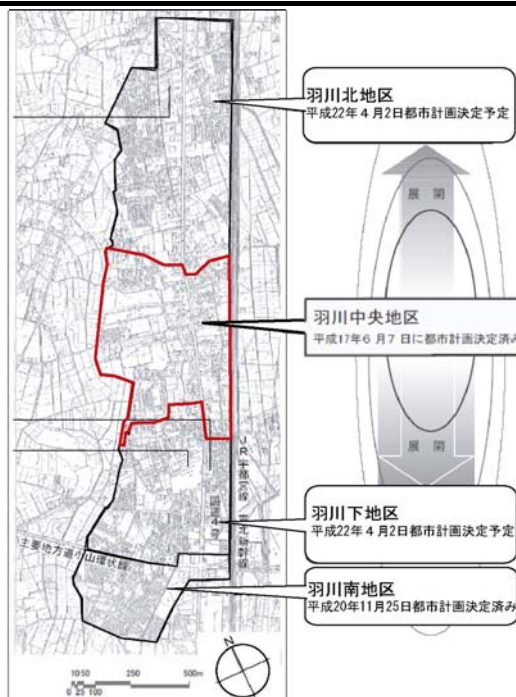 羽川北地区
平成22年４月2日都市計画決定予定
展 開
羽川中央地区
平成17年６月７日に都市計画決定済み
展 開
JR宇都宮線 東北新幹線
国道４号
羽川下地区
平成22年４月2日都市計画決定予定
主要地方道小山環状線
羽川南地区
平成20年11月25日都市計画決定済み
N
10 50 250 500m
0 25 100